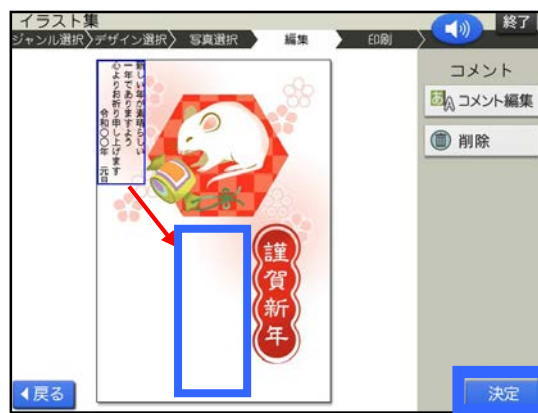 イラスト集
終了
ジャンル選択
デザイン選択
写真選択
編集
印刷
コメント
コメント編集
削除
新しい年が素晴らしい
一年でありますよう
心よりお祈り申し上げます
令和〇〇年 元旦
謹賀新年
戻る
決定